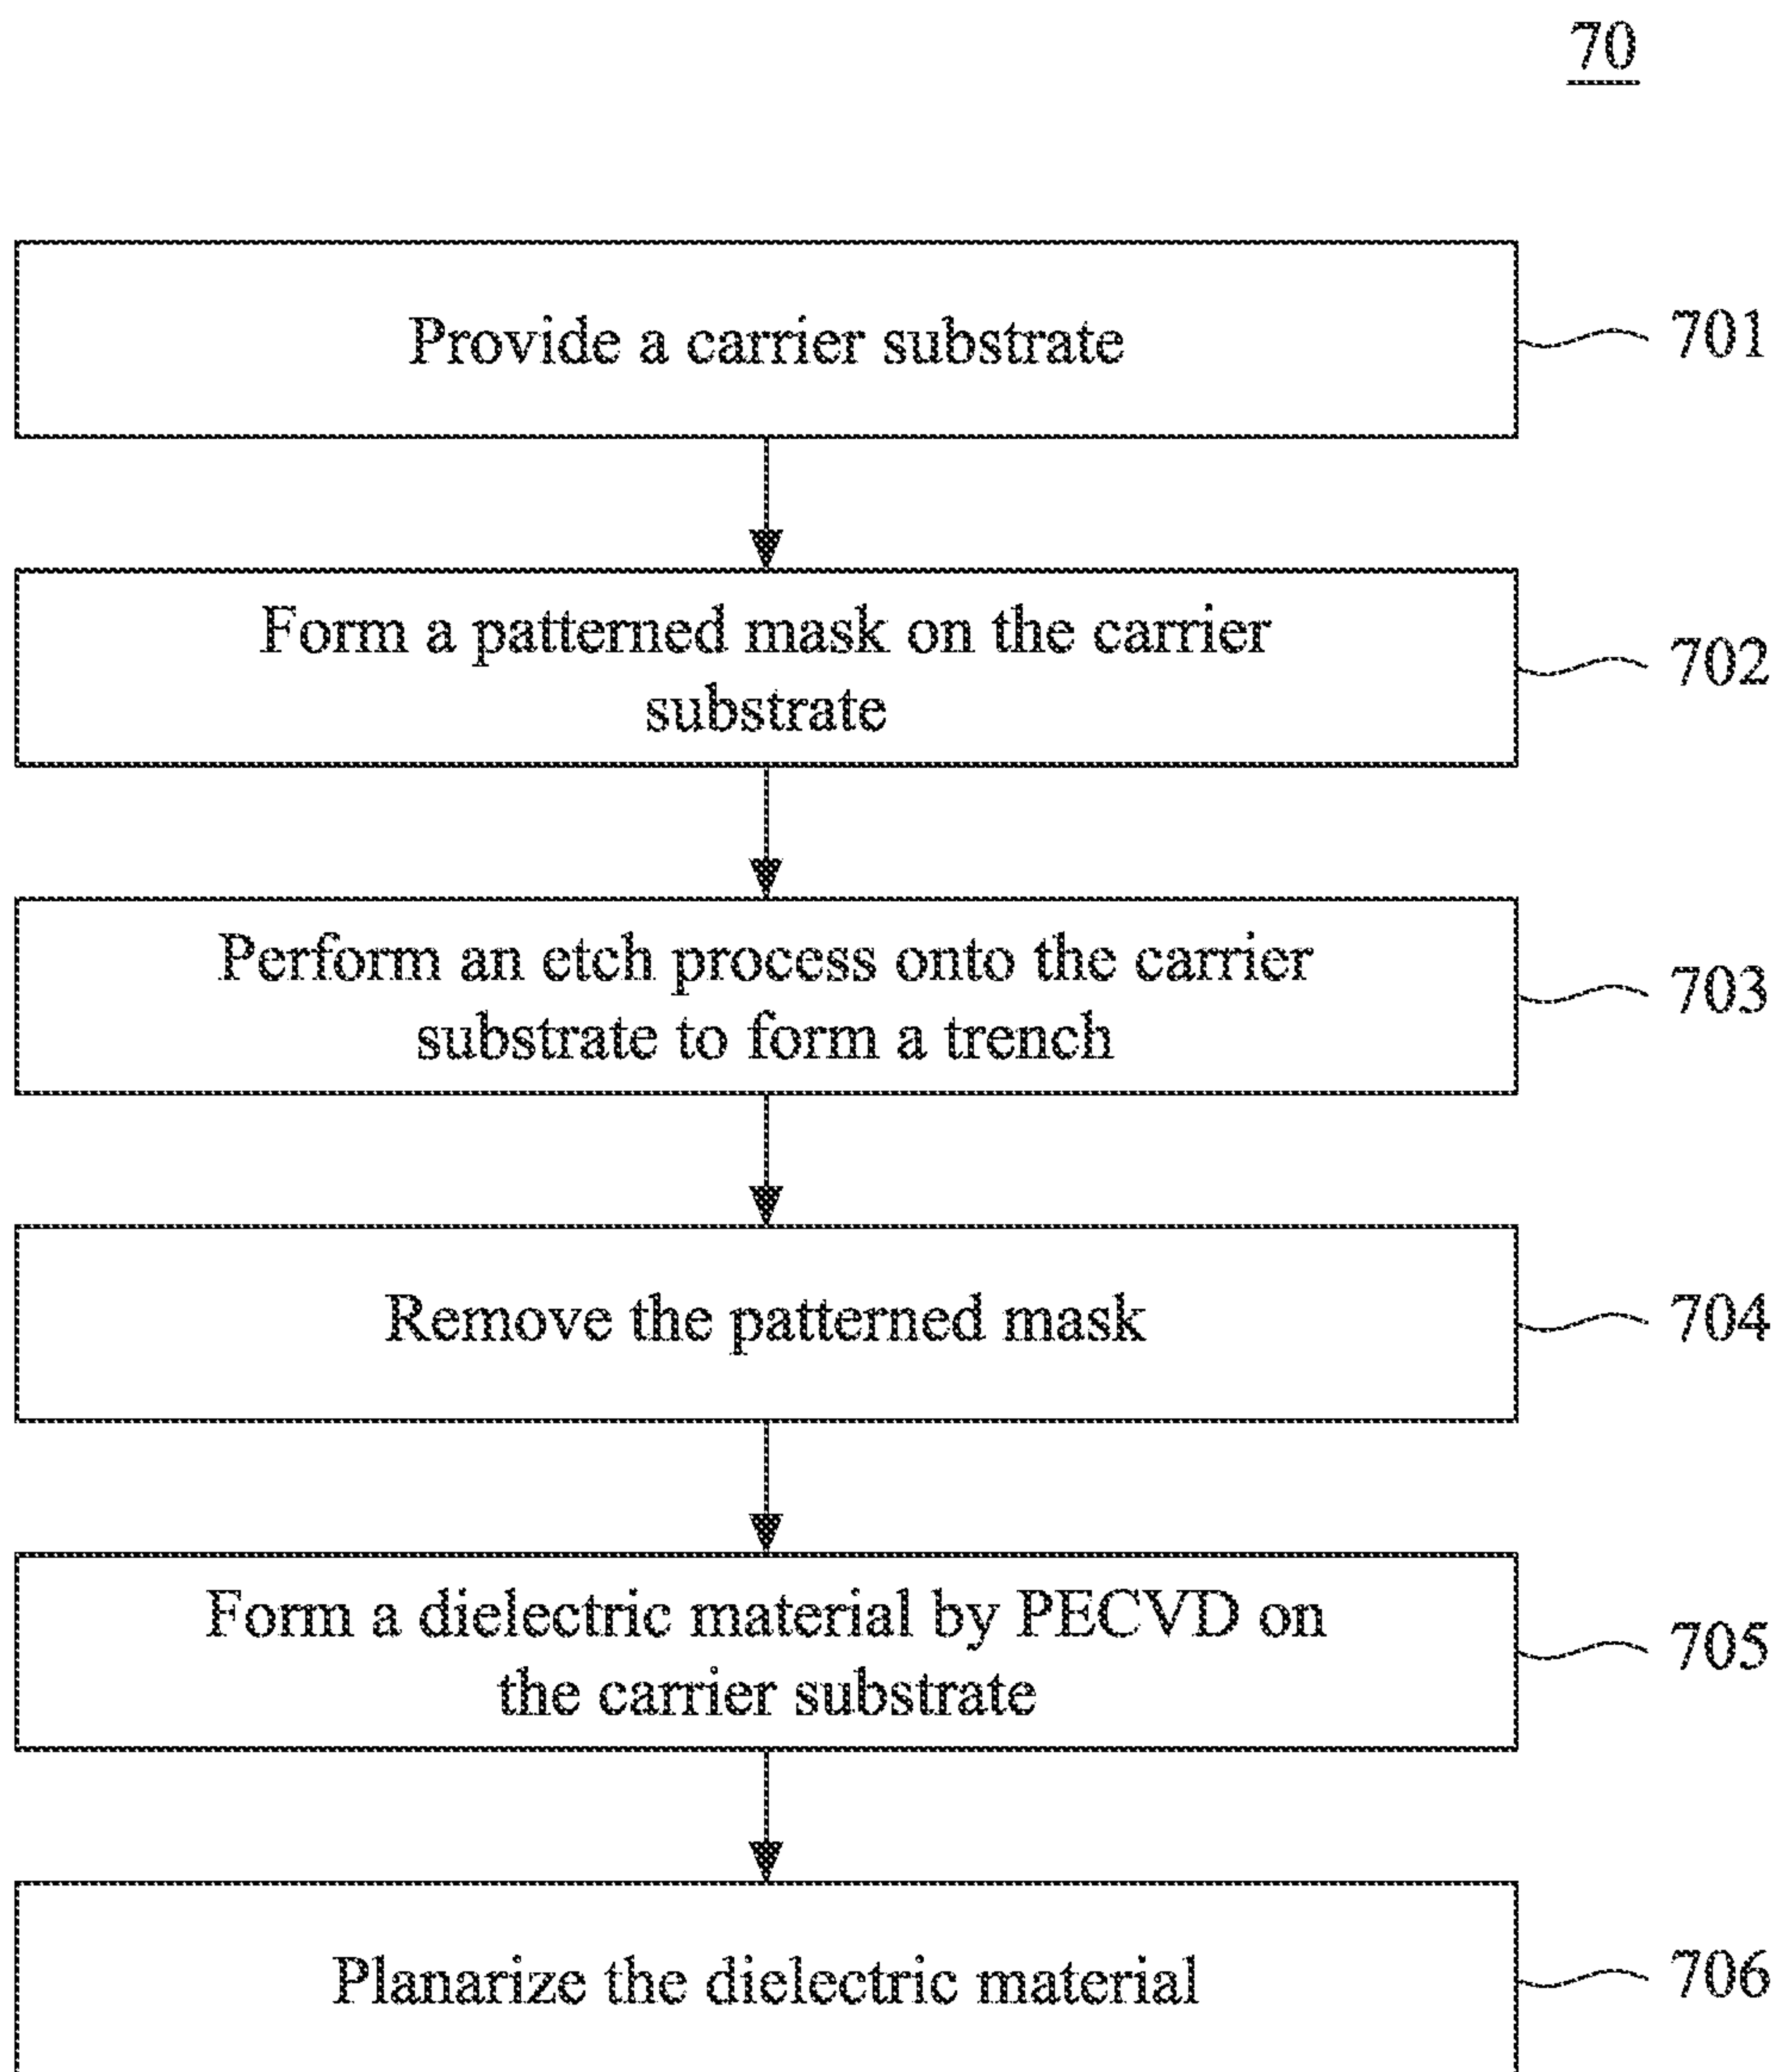 70
Provide a carrier substrate
701
Form a patterned mask on the carrier
substrate
702
Perform an etch process onto the carrier
substrate to form a trench
703
Remove the patterned mask
704
Form a dielectric material by PECVD on
the carrier substrate
705
Planarize the dielectric material
706